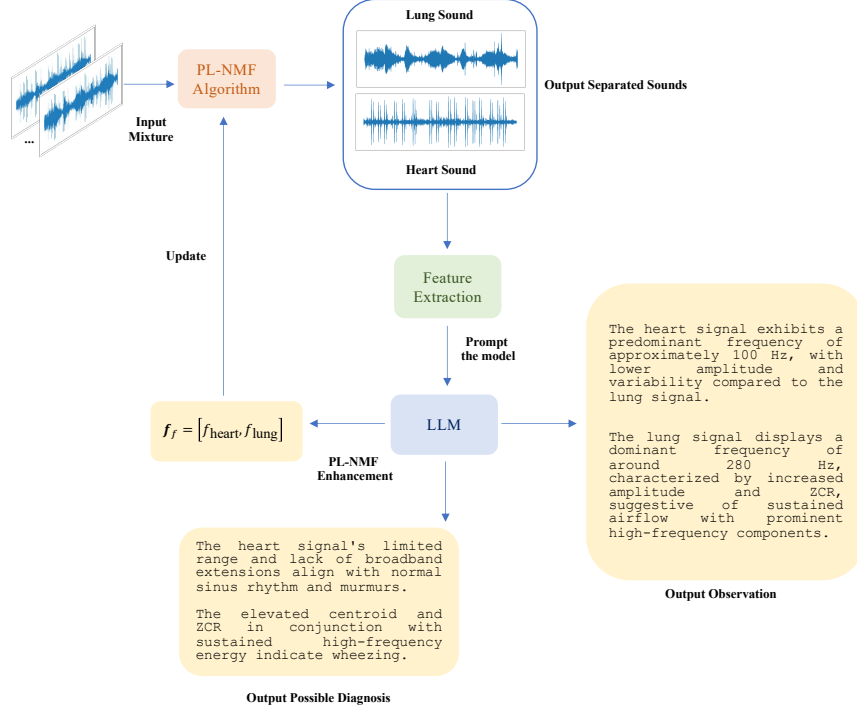 Lung Sound
PL-NMF
Algorithm
Output Separated Sounds
Input
Mixture
...
Heart Sound
Update
Feature
Extraction
Prompt
the model
The heart signal exhibits a
predominant frequency of
approximately 100 Hz, with
lower amplitude and
variability compared to the
lung signal.
The lung signal displays a
dominant frequency of
around 280 Hz,
characterized by increased
amplitude and ZCR,
suggestive of sustained
airflow with prominent
high-frequency components.
Output Observation
LLM
f_f = [f_heart, f_lung]
PL-NMF
Enhancement
The heart signal's limited
range and lack of broadband
extensions align with normal
sinus rhythm and murmurs.
The elevated centroid and
ZCR in conjunction with
sustained high-frequency
energy indicate wheezing.
Output Possible Diagnosis